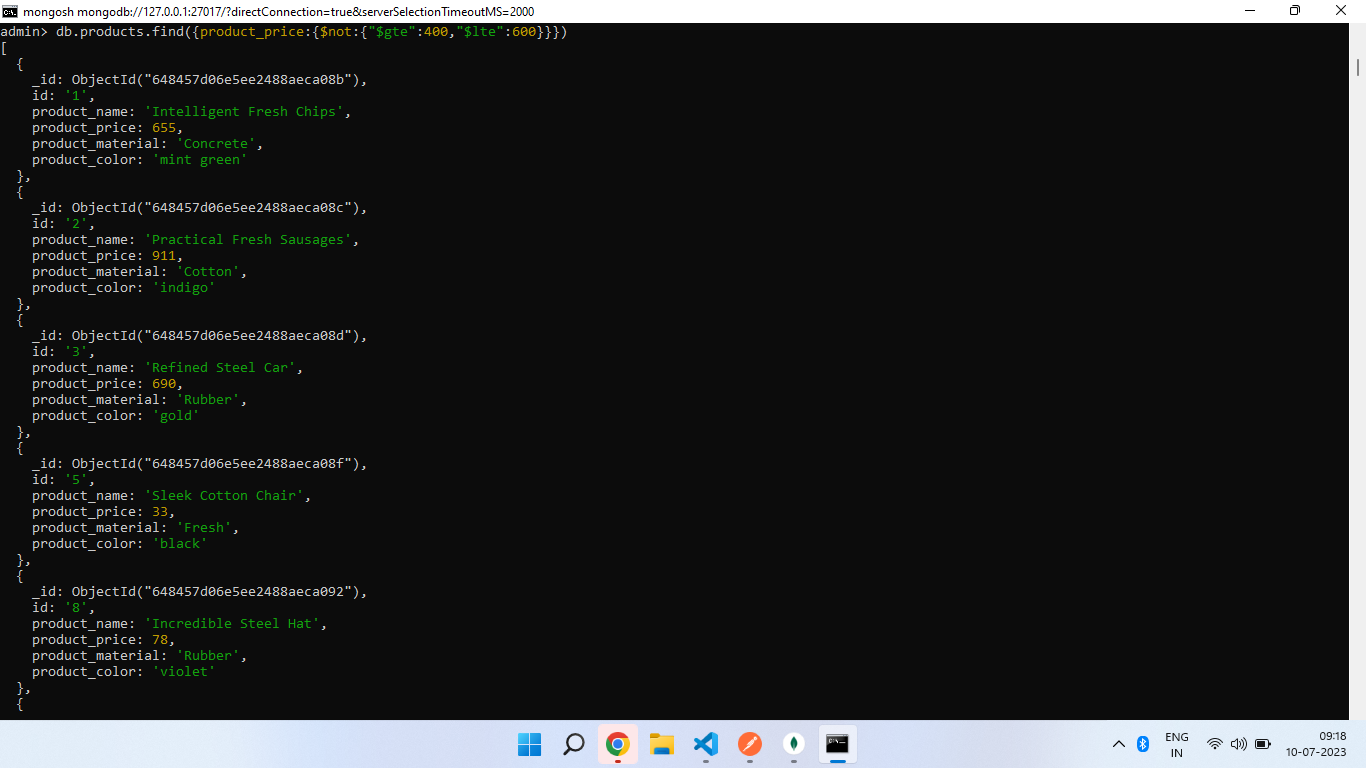 mongosh mongodb://127.0.0.1:27017/?directConnection=true&serverSelectionTimeoutMS=2000
admin> db.products.find({product_price:{$not:{"$gte":400,"$lte":600}}})
[
  {
    _id: ObjectId("648457d06e5ee2488aeca08b"),
    id: '1',
    product_name: 'Intelligent Fresh Chips',
    product_price: 655,
    product_material: 'Concrete',
    product_color: 'mint green'
  },
  {
    _id: ObjectId("648457d06e5ee2488aeca08c"),
    id: '2',
    product_name: 'Practical Fresh Sausages',
    product_price: 911,
    product_material: 'Cotton',
    product_color: 'indigo'
  },
  {
    _id: ObjectId("648457d06e5ee2488aeca08d"),
    id: '3',
    product_name: 'Refined Steel Car',
    product_price: 690,
    product_material: 'Rubber',
    product_color: 'gold'
  },
  {
    _id: ObjectId("648457d06e5ee2488aeca08f"),
    id: '5',
    product_name: 'Sleek Cotton Chair',
    product_price: 33,
    product_material: 'Fresh',
    product_color: 'black'
  },
  {
    _id: ObjectId("648457d06e5ee2488aeca092"),
    id: '8',
    product_name: 'Incredible Steel Hat',
    product_price: 78,
    product_material: 'Rubber',
    product_color: 'violet'
  },
  {
ENG
IN
09:18
10-07-2023